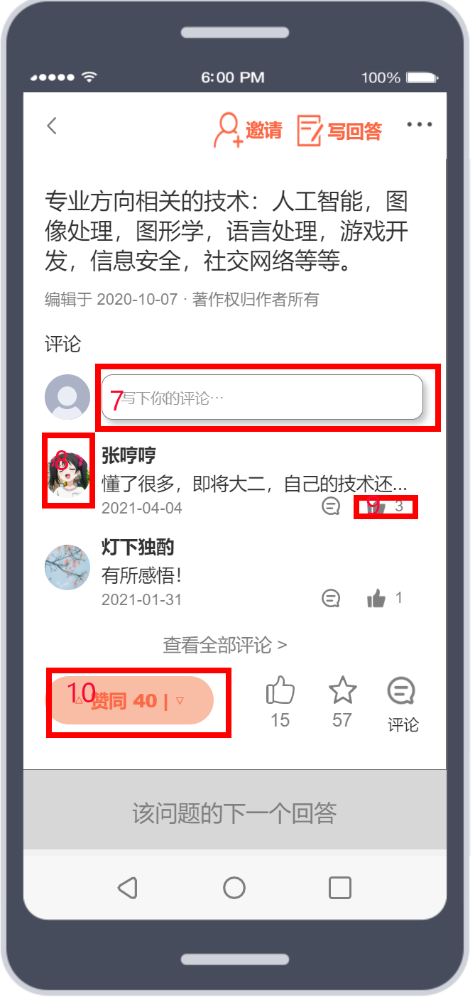 6:00 PM 100%
邀请 写回答
专业方向相关的技术：人工智能，图
像处理，图形学，语言处理，游戏开
发，信息安全，社交网络等等。
编辑于 2020-10-07 · 著作权归作者所有
评论
7 写下你的评论···
8
张哼哼
懂了很多，即将大二，自己的技术还...
2021-04-04 9 3
灯下独酌
有所感悟！
2021-01-31 1
查看全部评论 >
10 赞同 40 |
15 57 评论
该问题的下一个回答